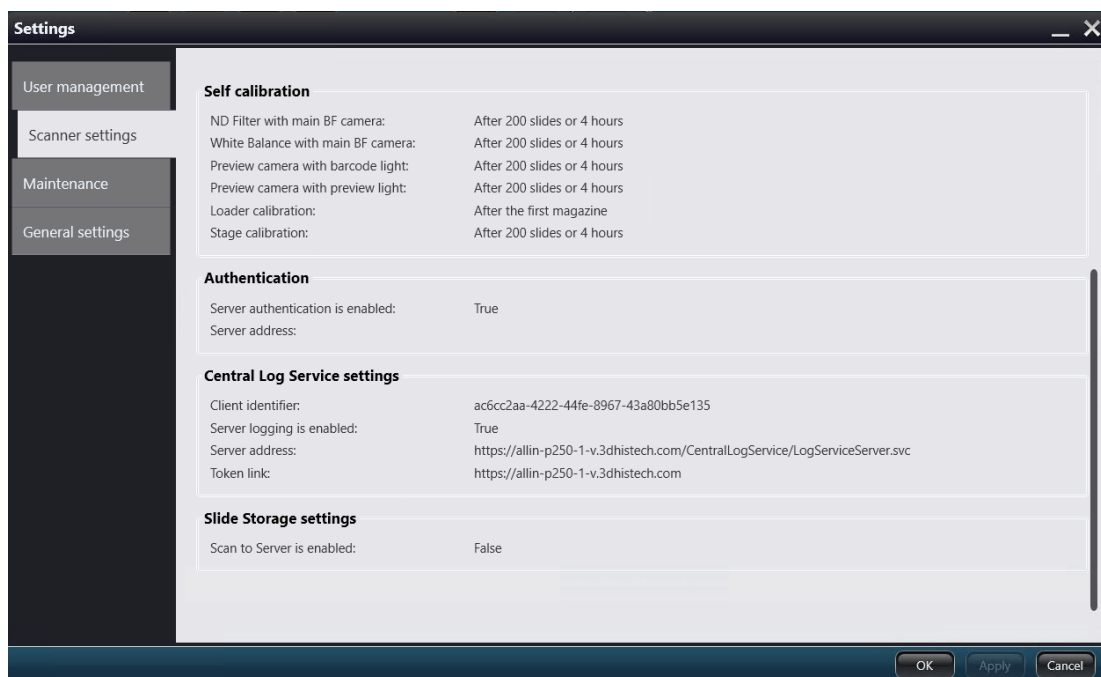 Settings
User management
Scanner settings
Maintenance
General settings
Self calibration
ND Filter with main BF camera: After 200 slides or 4 hours
White Balance with main BF camera: After 200 slides or 4 hours
Preview camera with barcode light: After 200 slides or 4 hours
Preview camera with preview light: After 200 slides or 4 hours
Loader calibration: After the first magazine
Stage calibration: After 200 slides or 4 hours
Authentication
Server authentication is enabled: True
Server address:
Central Log Service settings
Client identifier: ac6cc2aa-4222-44fe-8967-43a80bb5e135
Server logging is enabled: True
Server address: https://allin-p250-1-v.3dhistech.com/CentralLogService/LogServiceServer.svc
Token link: https://allin-p250-1-v.3dhistech.com
Slide Storage settings
Scan to Server is enabled: False
OK Apply Cancel